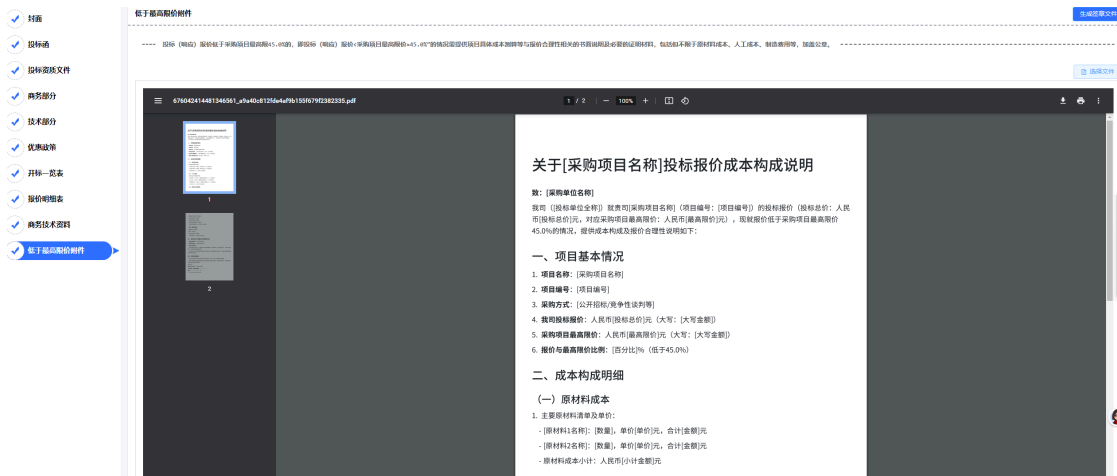 封面
投标函
投标资质文件
商务部分
技术部分
优惠政策
开标一览表
报价明细表
商务技术资料
低于最高限价附件
低于最高限价附件
生成签章文件
---- 投标（响应）报价低于采购项目最高限45.0%的，即投标（响应）报价<采购项目最高限价×45.0%"的情况需提供项目具体成本测算等与报价合理性相关的书面说明及必要的证明材料，包括但不限于原材料成本、人工成本、制造费用等，加盖公章。
选择文件
676042414481346561_a9a40c812fde4af9b155f679f2382335.pdf
1 / 2
100%
1
2
关于[采购项目名称]投标报价成本构成说明
致：[采购单位名称]
我司（[投标单位全称]）就贵司[采购项目名称]（项目编号：[项目编号]）的投标报价（投标总价：人民
币[投标总价]元，对应采购项目最高限价：人民币[最高限价]元），现就报价低于采购项目最高限价
45.0%的情况，提供成本构成及报价合理性说明如下：
一、项目基本情况
1. 项目名称：[采购项目名称]
2. 项目编号：[项目编号]
3. 采购方式：[公开招标/竞争性谈判等]
4. 我司投标报价：人民币[投标总价]元（大写：[大写金额]）
5. 采购项目最高限价：人民币[最高限价]元（大写：[大写金额]）
6. 报价与最高限价比例：[百分比]%（低于45.0%）
二、成本构成明细
（一）原材料成本
1. 主要原材料清单及单价：
- [原材料1名称]：[数量]，单价[单价]元，合计[金额]元
- [原材料2名称]：[数量]，单价[单价]元，合计[金额]元
- 原材料成本小计：人民币[小计金额]元